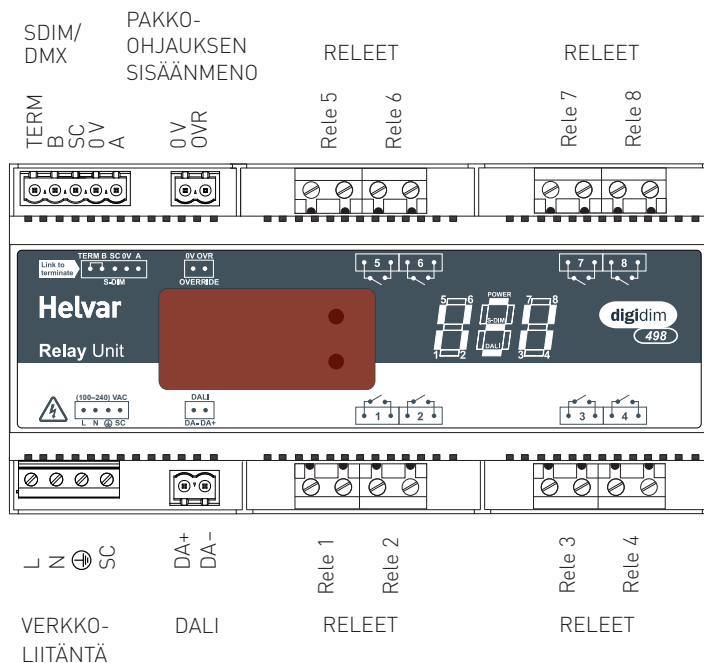 SDIM/
DMX
PAKKO-
OHJAUKSEN
SISÄÄNMENO
RELEET
RELEET
TERM
B
SC
0 V
A
0 V
OVR
Rele 5
Rele 6
Rele 7
Rele 8
Link to
terminate
TERM B SC 0V A
S-DIM
0V OVR
OVERRIDE
5 6
7 8
Helvar
Relay Unit
5 6 POWER 7 8
S-DIM
DALI
1 2 3 4
digidim
498
(100–240) VAC
L N SC
DALI
DA- DA+
1 2
3 4
L
N
SC
DA+
DA–
Rele 1
Rele 2
Rele 3
Rele 4
VERKKO-
LIITÄNTÄ
DALI
RELEET
RELEET